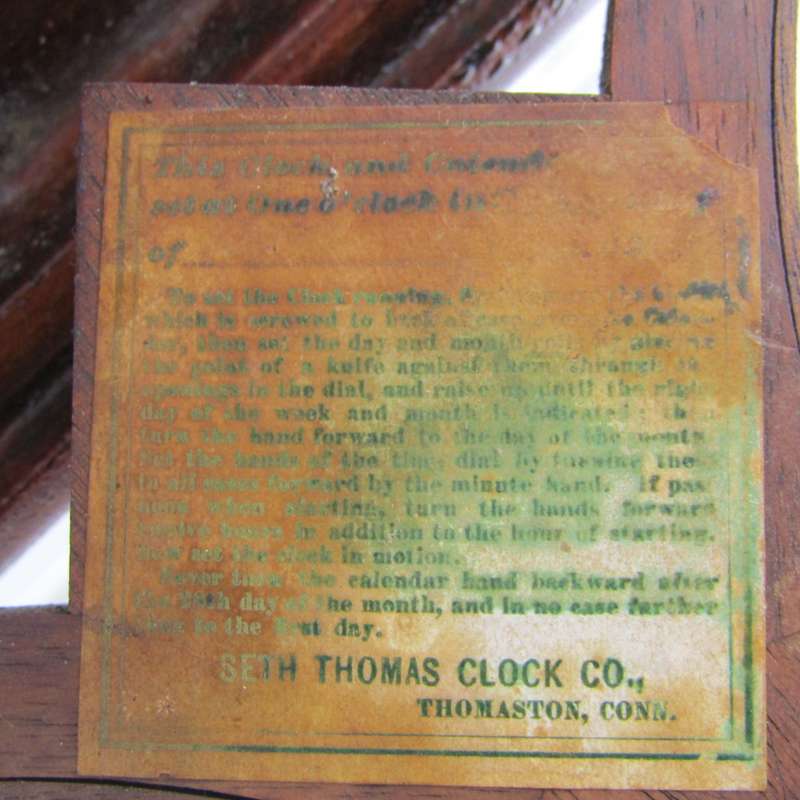 This Clock and
set at One o'clock in
of
To set the Clock running,
which is screwed to back of case
day, then set the day and month
the point of a knife against them through
openings in the dial, and raise up until the right
day of the week and month is indicated; then
turn the hand forward to the day of the month.
Set the hands of the time dial by turning them
in all cases forward by the minute hand. If past
noon when starting, turn the hands forward
twelve hours in addition to the hour of starting.
Now set the clock in motion.
Never turn the calendar hand backward after
the 28th day of the month, and in no case farther
than to the first day.
SETH THOMAS CLOCK CO.,
THOMASTON, CONN.